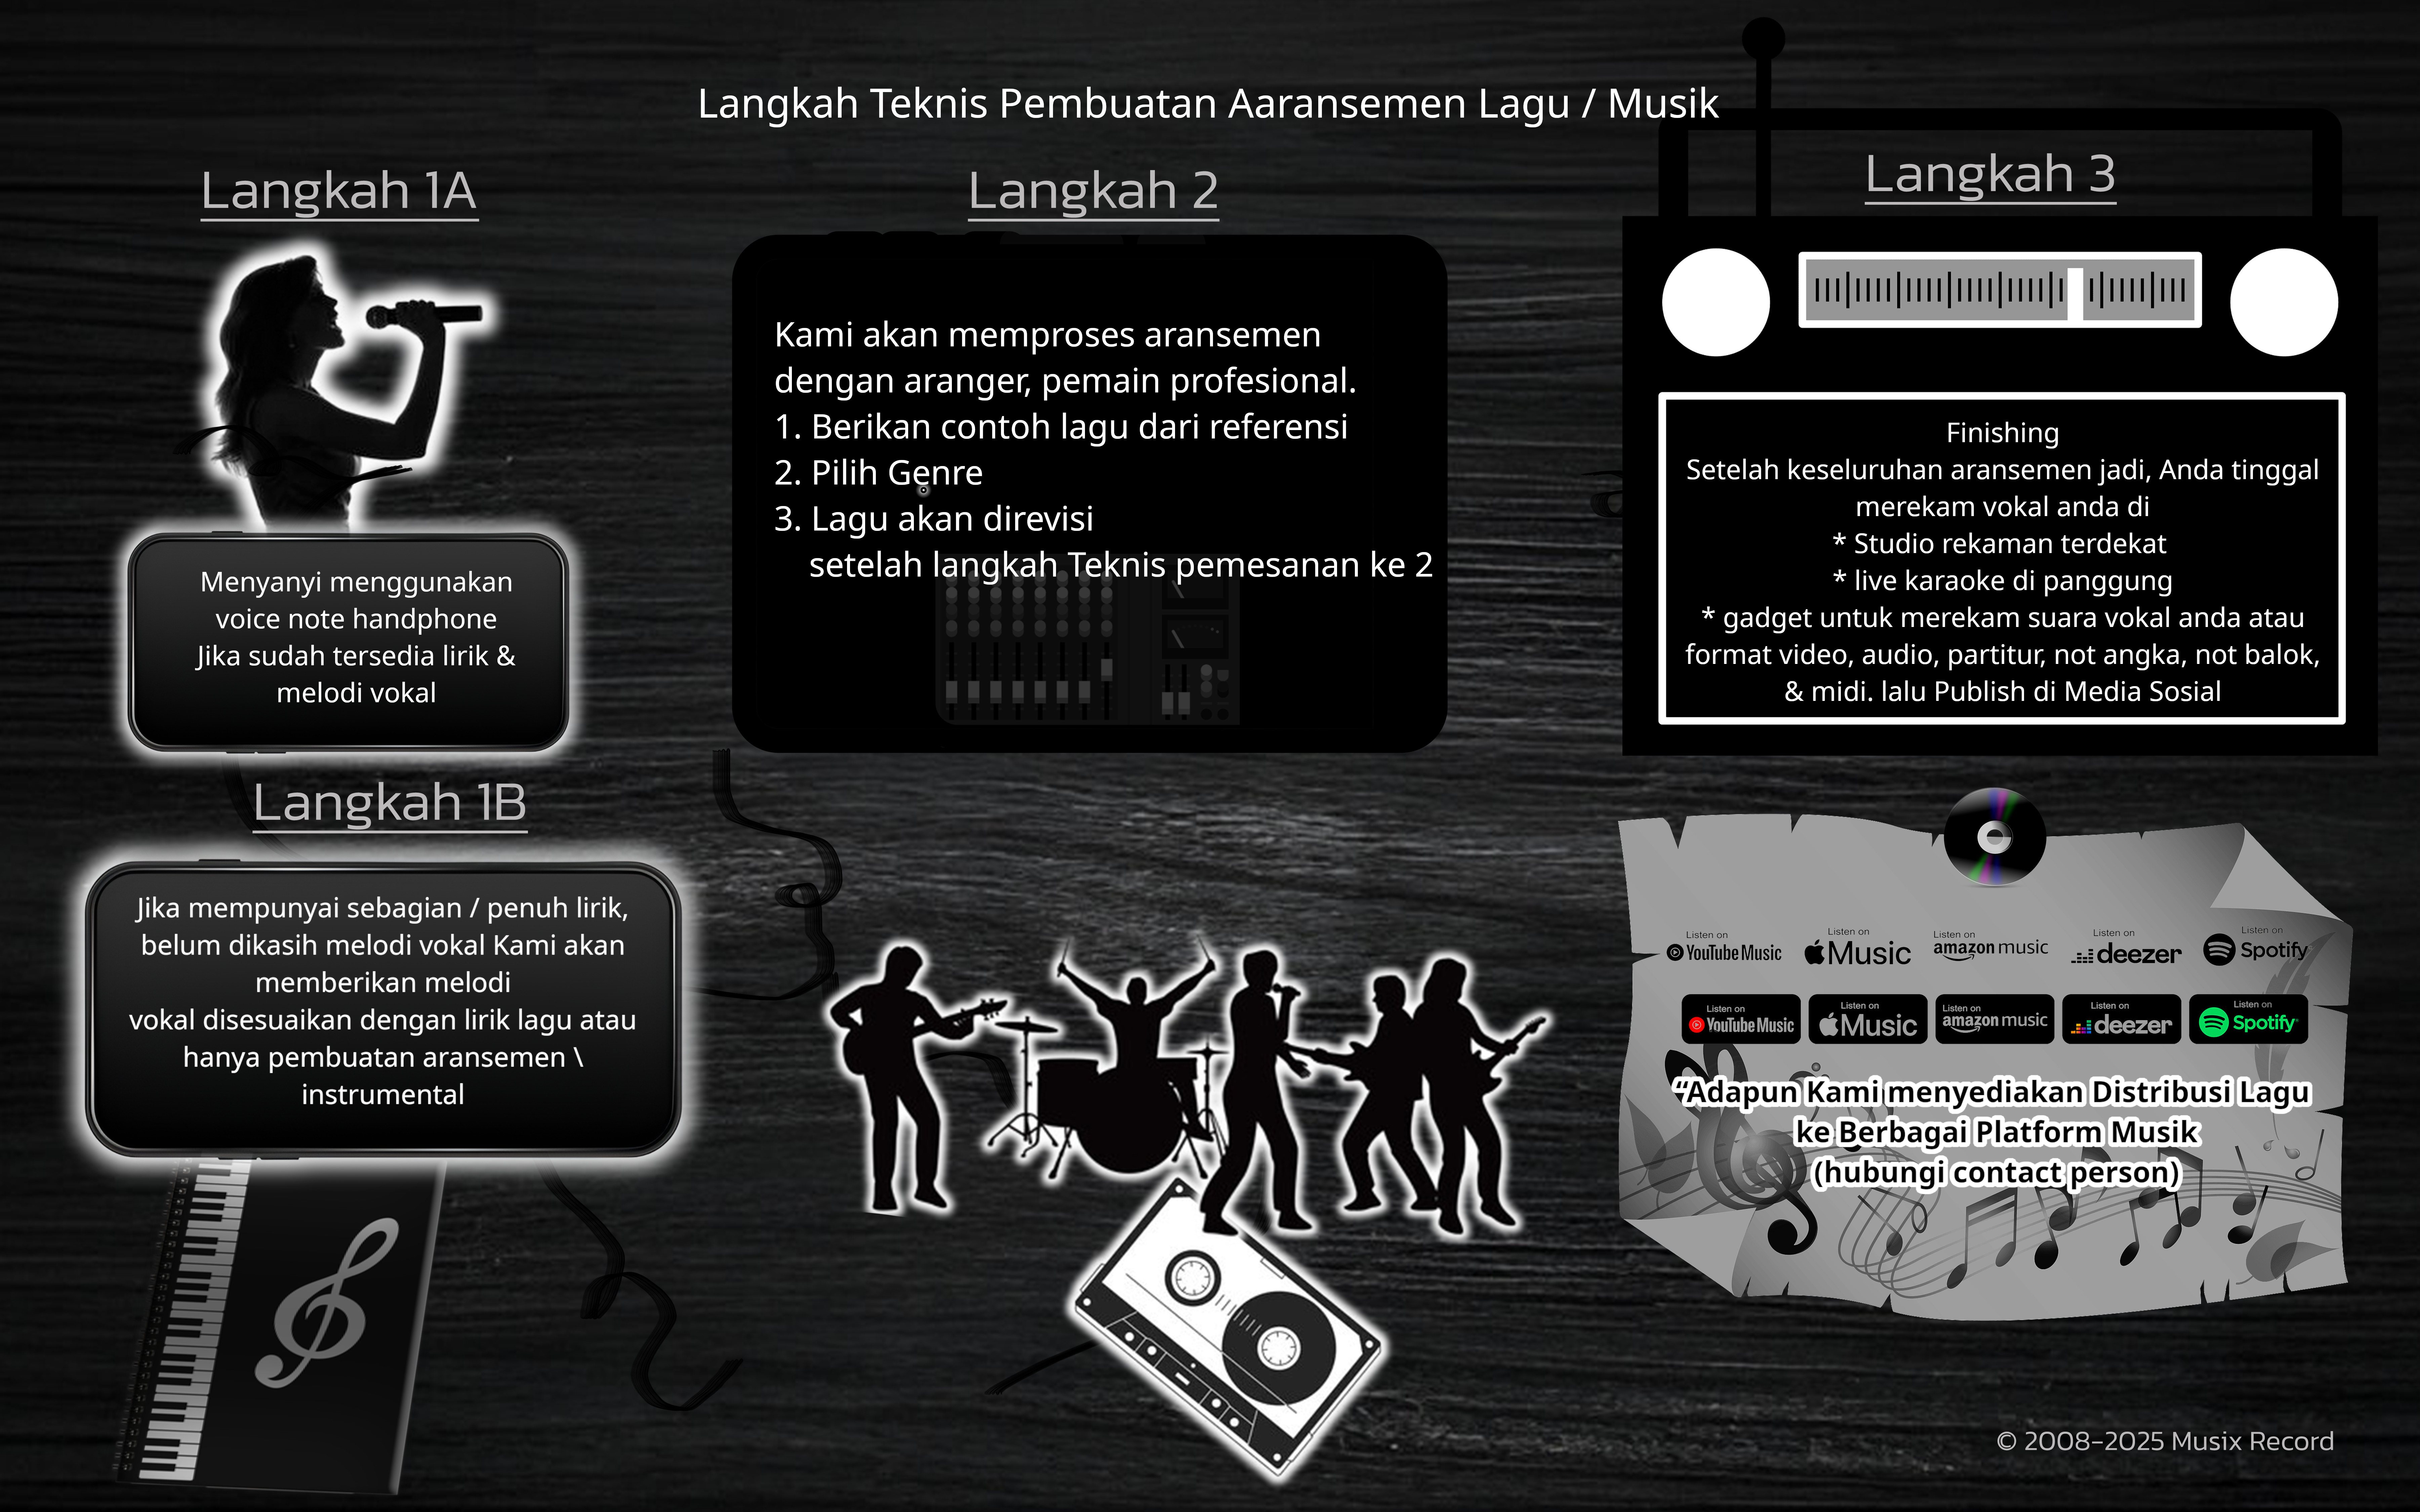 Langkah Teknis Pembuatan Aaransemen Lagu / Musik
Langkah 1A
Menyanyi menggunakan
voice note handphone
Jika sudah tersedia lirik &
melodi vokal
Langkah 1B
Jika mempunyai sebagian / penuh lirik,
belum dikasih melodi vokal Kami akan
memberikan melodi
vokal disesuaikan dengan lirik lagu atau
hanya pembuatan aransemen \
instrumental
Langkah 2
Kami akan memproses aransemen
dengan aranger, pemain profesional.
1. Berikan contoh lagu dari referensi
2. Pilih Genre
3. Lagu akan direvisi
setelah langkah Teknis pemesanan ke 2
Langkah 3
Finishing
Setelah keseluruhan aransemen jadi, Anda tinggal
merekam vokal anda di
* Studio rekaman terdekat
* live karaoke di panggung
* gadget untuk merekam suara vokal anda atau
format video, audio, partitur, not angka, not balok,
& midi. lalu Publish di Media Sosial
Listen on Listen on Listen on Listen on Listen on
YouTube Music Music amazon music deezer Spotify
Listen on Listen on Listen on Listen on Listen on
YouTube Music Music amazon music deezer Spotify
“Adapun Kami menyediakan Distribusi Lagu
ke Berbagai Platform Musik
(hubungi contact person)
© 2008-2025 Musix Record